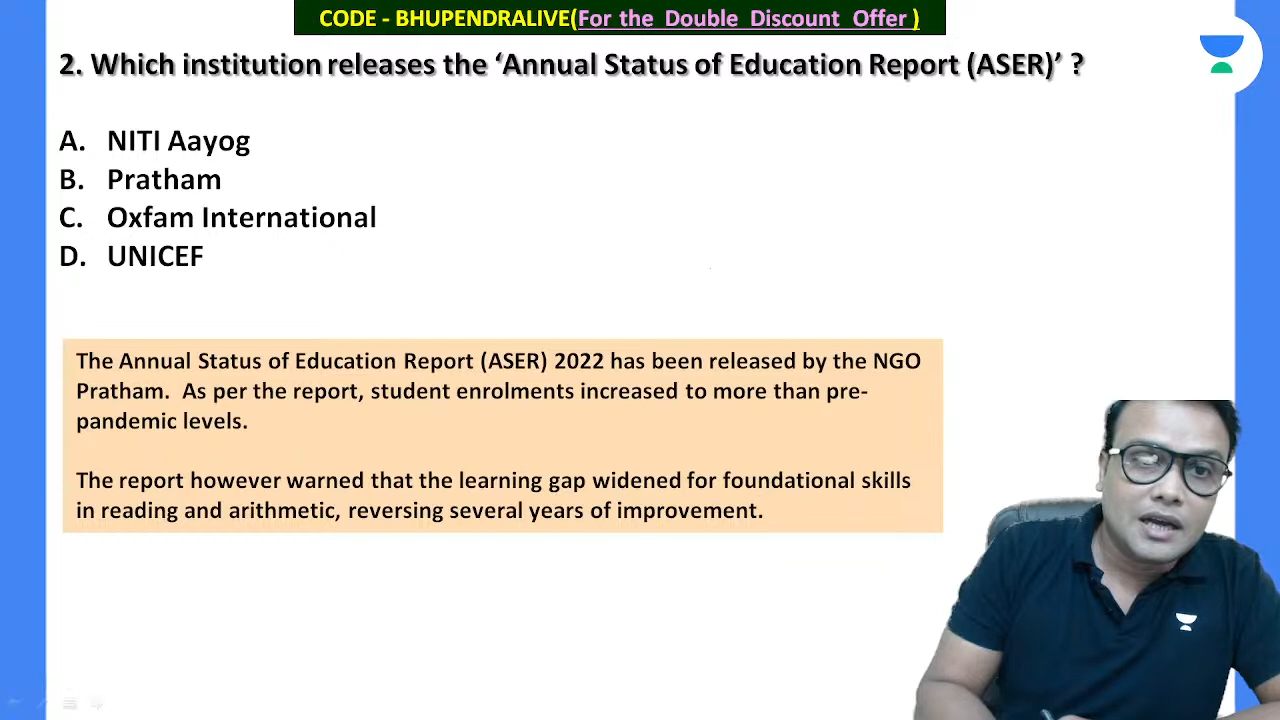 CODE - BHUPENDRALIVE(For the Double Discount Offer )
2. Which institution releases the ‘Annual Status of Education Report (ASER)’ ?
A. NITI Aayog
B. Pratham
C. Oxfam International
D. UNICEF
The Annual Status of Education Report (ASER) 2022 has been released by the NGO
Pratham. As per the report, student enrolments increased to more than pre-
pandemic levels.
The report however warned that the learning gap widened for foundational skills
in reading and arithmetic, reversing several years of improvement.